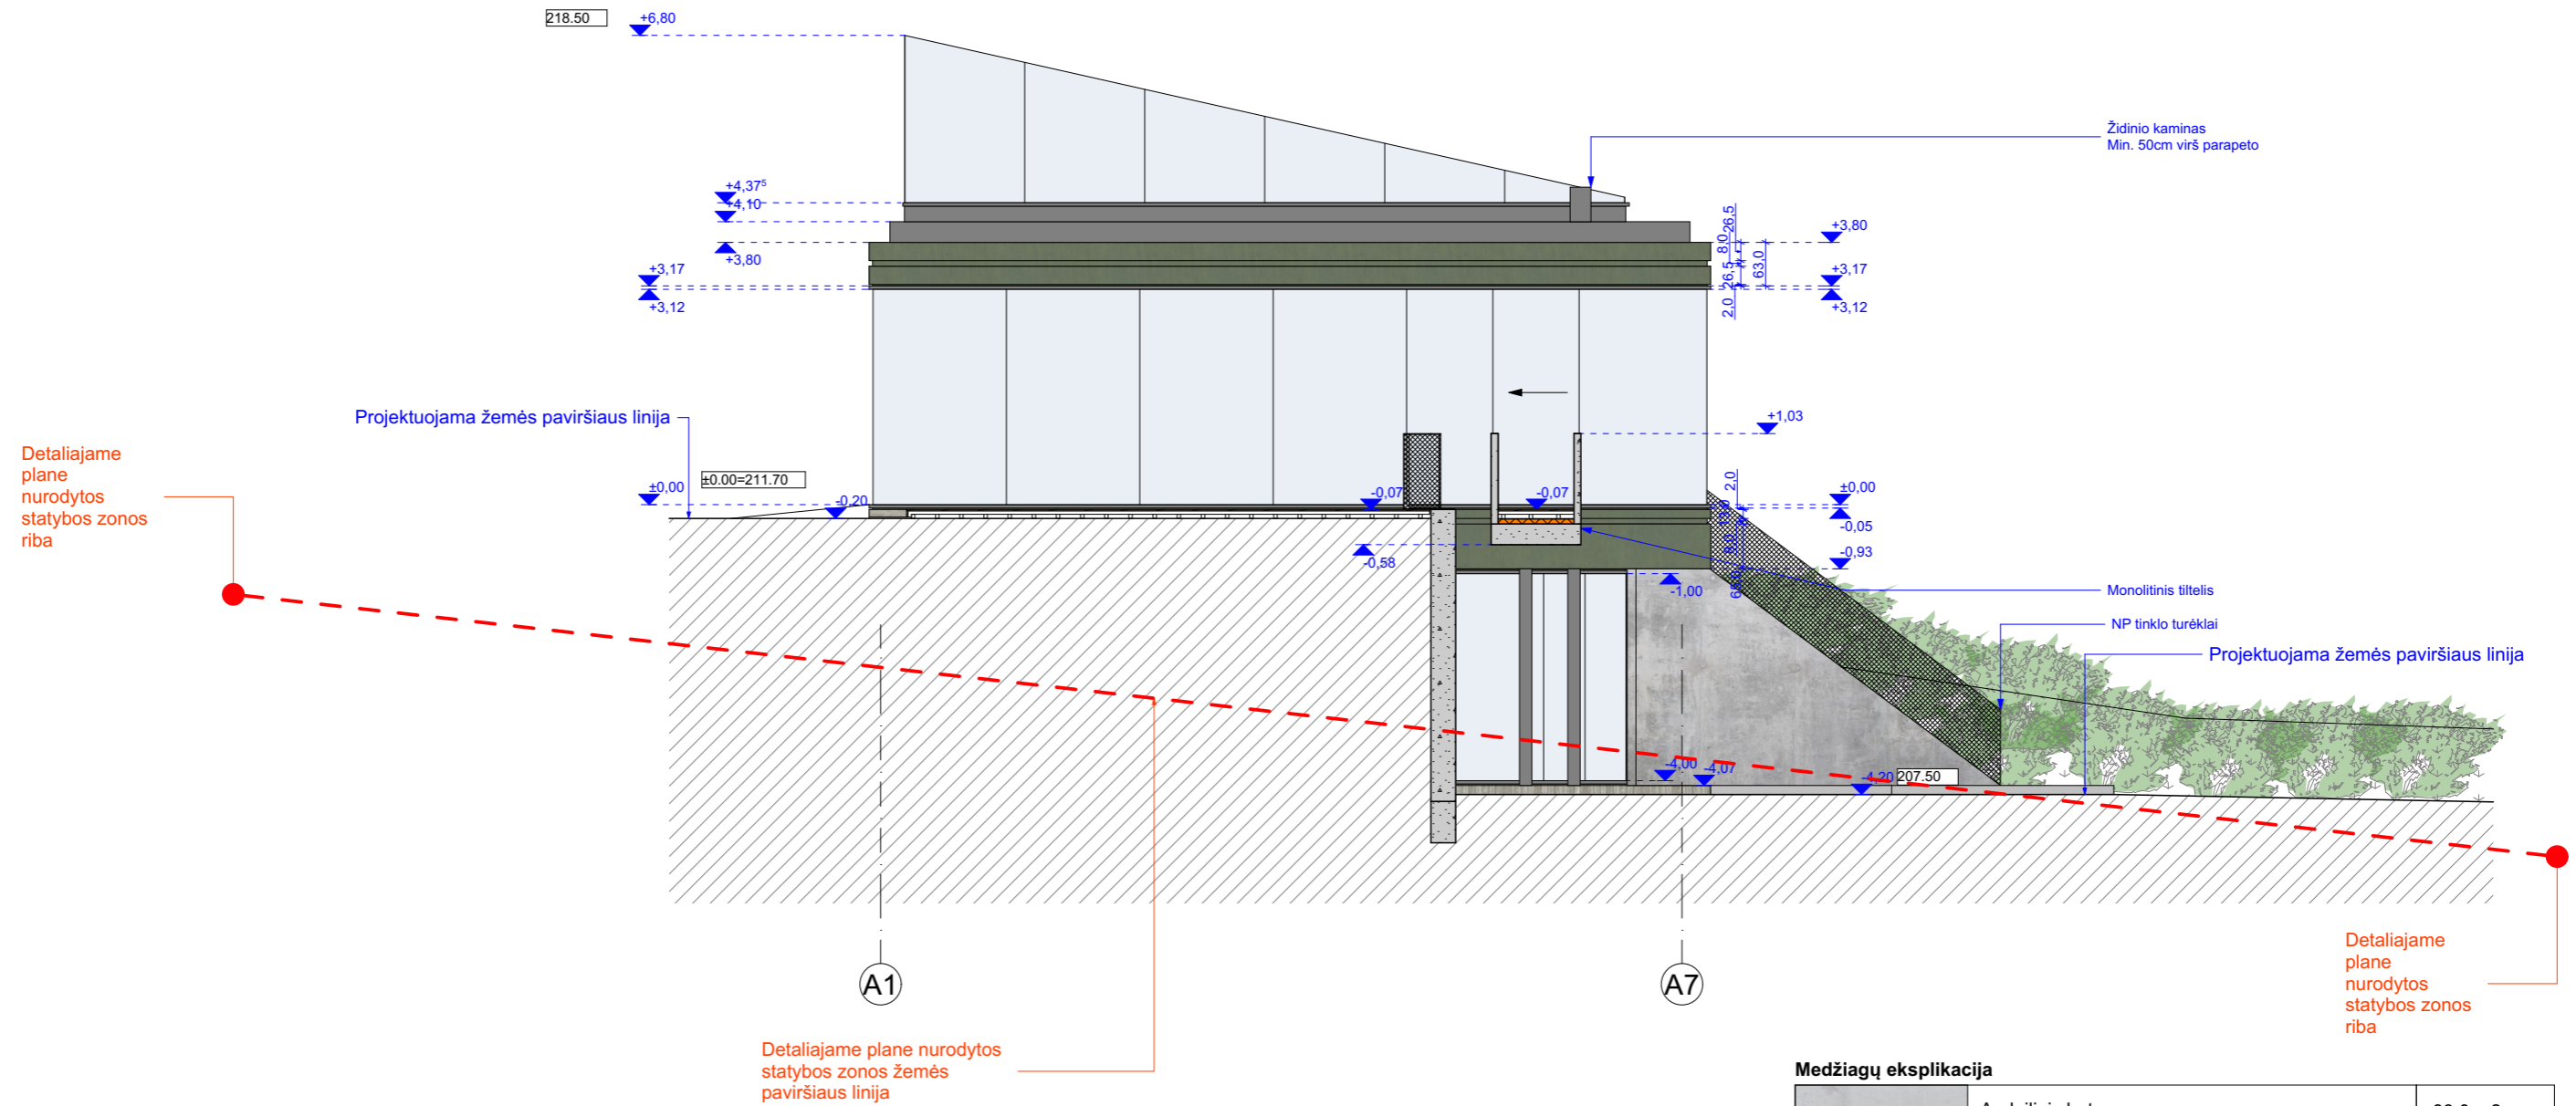 218.50
+6,80
Židinio kaminas
Min. 50cm virš parapeto
+4,37⁵
+4,10
+3,80
+3,17
+3,12
26,5
8,0
26,5
63,0
2,0
+3,80
+3,17
+3,12
Projektuojama žemės paviršiaus linija
+1,03
Detaliajame
plane
nurodytos
statybos zonos
riba
±0.00=211.70
±0,00
-0,20
-0,07
-0,07
2,0
13,0
8,0
±0,00
-0,05
-0,93
-0,58
-1,00
Monolitinis tiltelis
NP tinklo turėklai
Projektuojama žemės paviršiaus linija
-4,00
-4,07
-4,20
207.50
A1
A7
Detaliajame
plane
nurodytos
statybos zonos
riba
Detaliajame plane nurodytos
statybos zonos žemės
paviršiaus linija
Medžiagų eksplikacija